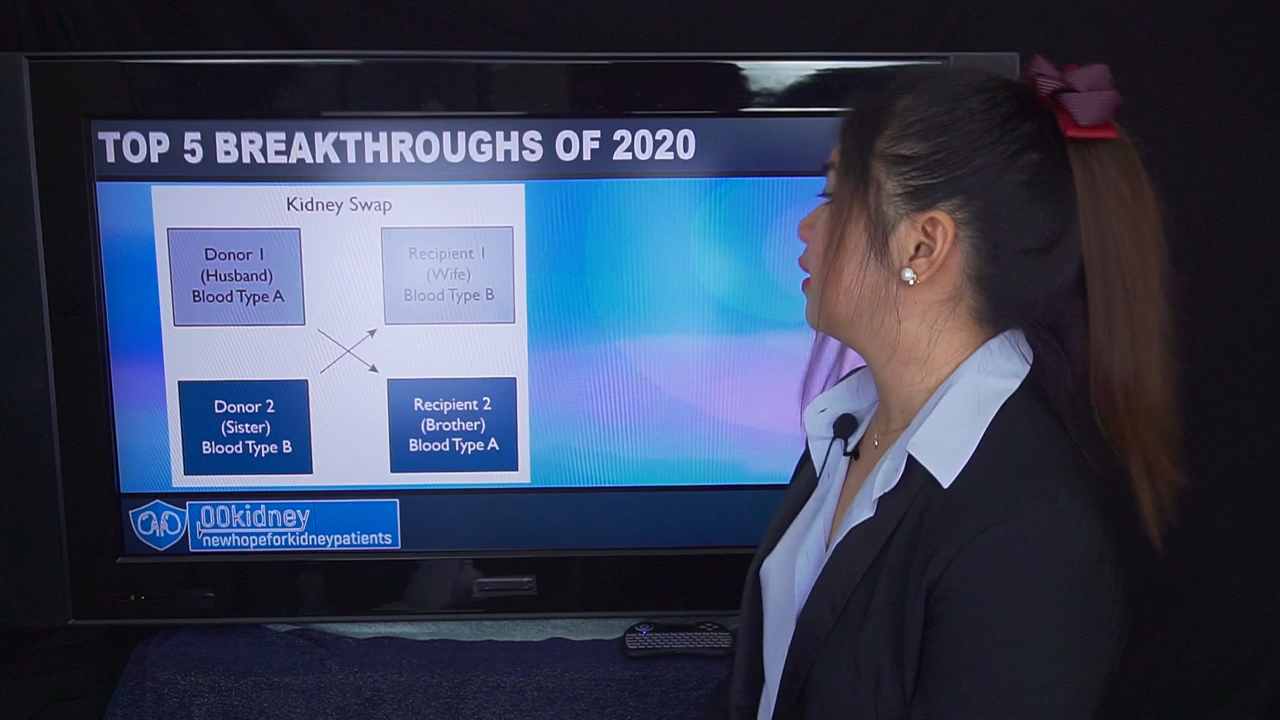 TOP 5 BREAKTHROUGHS OF 2020
Kidney Swap
Donor 1
(Husband)
Blood Type A
Recipient 1
(Wife)
Blood Type B
Donor 2
(Sister)
Blood Type B
Recipient 2
(Brother)
Blood Type A
00kidney
newhopeforkidneypatients